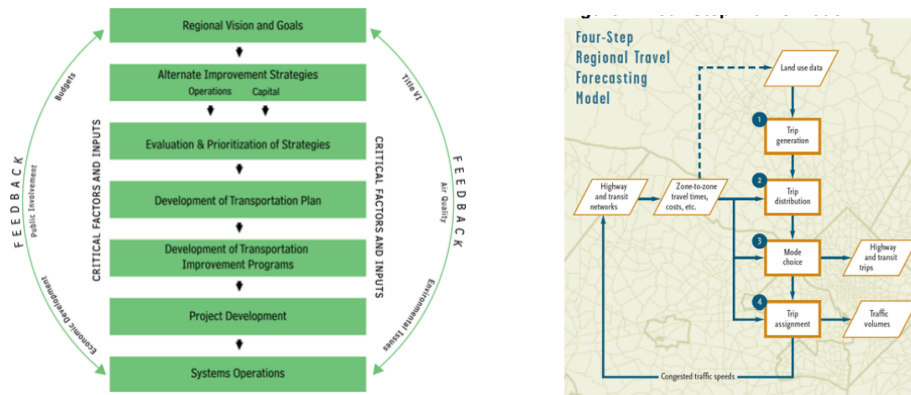 Regional Vision and Goals
Alternate Improvement Strategies
Operations Capital
Evaluation & Prioritization of Strategies
Development of Transportation Plan
Development of Transportation
Improvement Programs
Project Development
Systems Operations
FEEDBACK
Budgets
Public Involvement
Economic Development
CRITICAL FACTORS AND INPUTS
CRITICAL FACTORS AND INPUTS
FEEDBACK
Title VI
Air Quality
Environmental Issues
Four-Step
Regional Travel
Forecasting
Model
Land use data
1
Trip
generation
2
Trip
distribution
Highway
and transit
networks
Zone-to-zone
travel times,
costs, etc.
3
Mode
choice
Highway
and transit
trips
4
Trip
assignment
Traffic
volumes
Congested traffic speeds